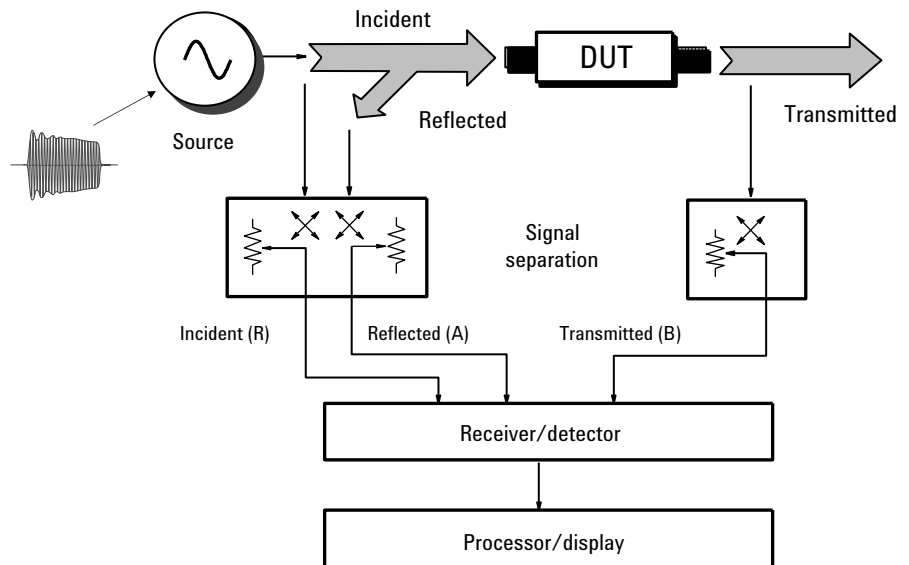 Incident
DUT
Reflected
Transmitted
Source
Signal
separation
Incident (R)
Reflected (A)
Transmitted (B)
Receiver/detector
Processor/display